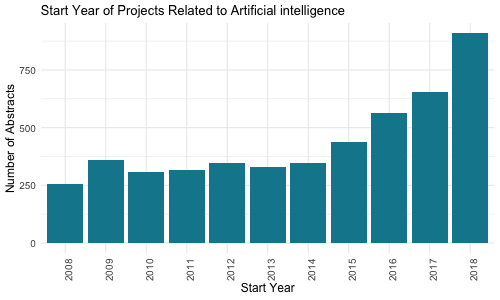 Start Year of Projects Related to Artificial intelligence
Number of Abstracts
750
500
250
0
2008 2009 2010 2011 2012 2013 2014 2015 2016 2017 2018
Start Year